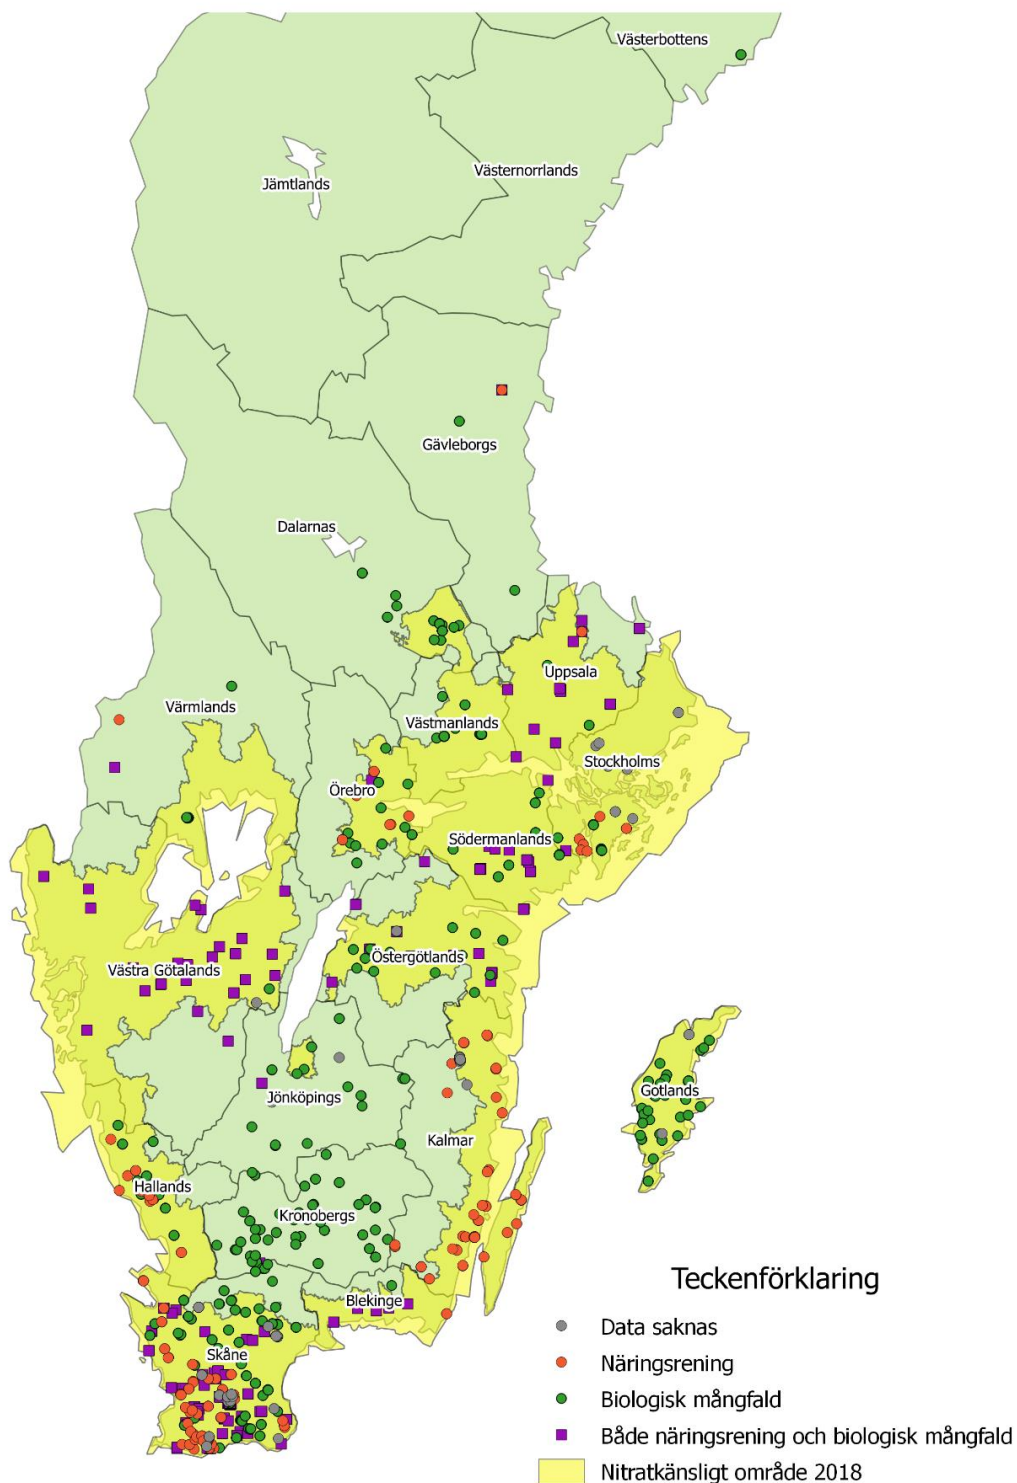 Västerbottens
Västernorrlands
Jämtlands
Gävleborgs
Dalarnas
Uppsala
Värmlands
Västmanlands
Stockholms
Örebro
Södermanlands
Östergötlands
Västra Götalands
Gotlands
Jönköpings
Kalmar
Hallands
Kronobergs
Blekinge
Skåne
Teckenförklaring
Data saknas
Näringsrening
Biologisk mångfald
Både näringsrening och biologisk mångfald
Nitratkänsligt område 2018